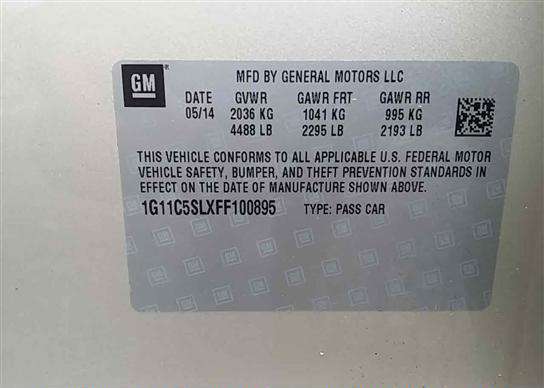 GM
MFD BY GENERAL MOTORS LLC
DATE GVWR GAWR FRT GAWR RR
05/14 2036 KG 1041 KG 995 KG
4488 LB 2295 LB 2193 LB
THIS VEHICLE CONFORMS TO ALL APPLICABLE U.S. FEDERAL MOTOR
VEHICLE SAFETY, BUMPER, AND THEFT PREVENTION STANDARDS IN
EFFECT ON THE DATE OF MANUFACTURE SHOWN ABOVE.
1G11C5SLXFF100895 TYPE: PASS CAR